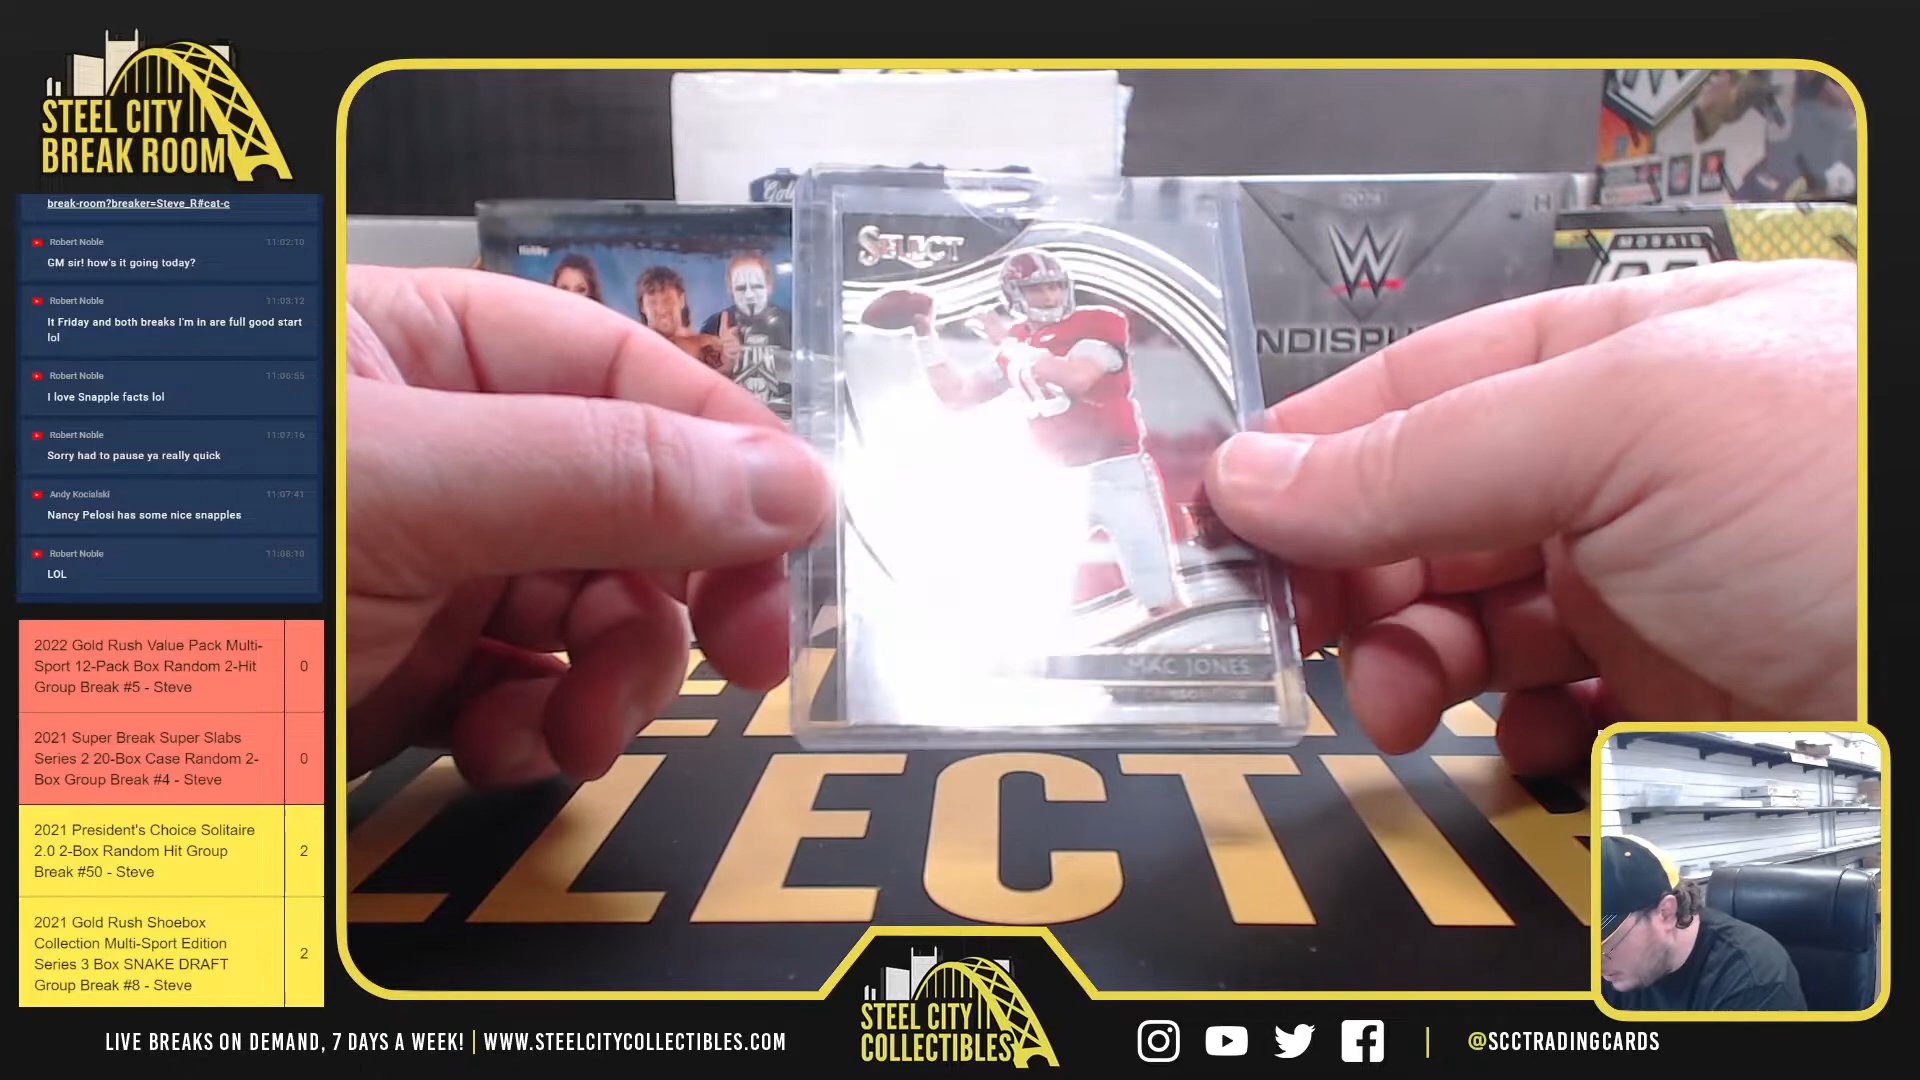 STEEL CITY
BREAK ROOM
break-room?breaker=Steve_R#cat-c
Robert Noble 11:02:10
GM sir! how's it going today?
Robert Noble 11:03:12
It Friday and both breaks I'm in are full good start
lol
Robert Noble 11:06:55
I love Snapple facts lol
Robert Noble 11:07:16
Sorry had to pause ya really quick
Andy Kocialski 11:07:41
Nancy Pelosi has some nice snapples
Robert Noble 11:08:10
LOL
2022 Gold Rush Value Pack Multi-
Sport 12-Pack Box Random 2-Hit 0
Group Break #5 - Steve
2021 Super Break Super Slabs
Series 2 20-Box Case Random 2- 0
Box Group Break #4 - Steve
2021 President's Choice Solitaire
2.0 2-Box Random Hit Group 2
Break #50 - Steve
2021 Gold Rush Shoebox
Collection Multi-Sport Edition
Series 3 Box SNAKE DRAFT 2
Group Break #8 - Steve
Hobby
SELECT
10
MAC JONES
2024
H
W
NDISPU
MOSAIC
LLECTIB
STEEL CITY
COLLECTIBLES
LIVE BREAKS ON DEMAND, 7 DAYS A WEEK! | WWW.STEELCITYCOLLECTIBLES.COM
| @SCCTRADINGCARDS